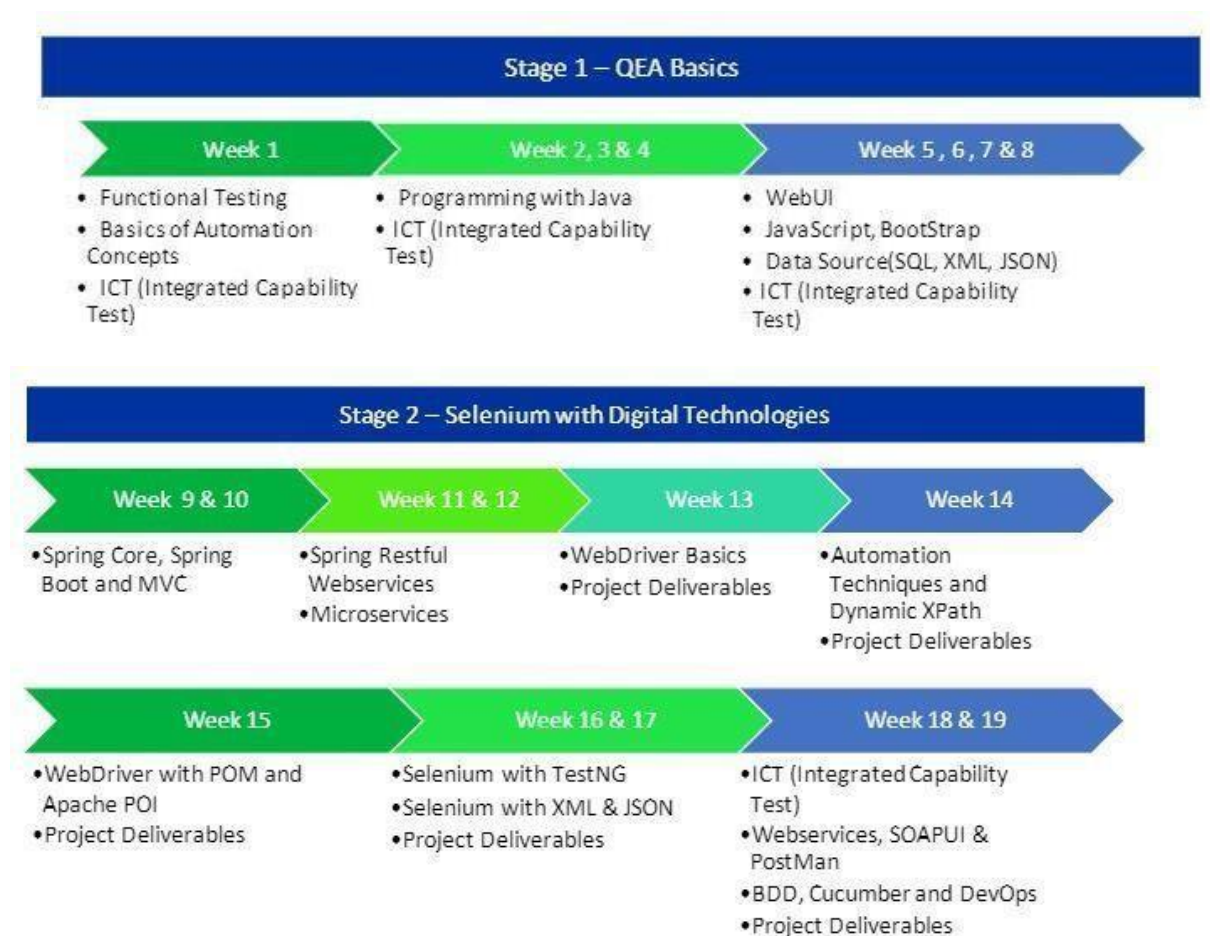 Stage 1 – QEA Basics
Week 1
• Functional Testing
• Basics of Automation
Concepts
• ICT (Integrated Capability
Test)
Week 2, 3 & 4
• Programming with Java
• ICT (Integrated Capability
Test)
Week 5 , 6 , 7 & 8
• WebUI
• JavaScript, BootStrap
• Data Source(SQL, XML, JSON)
• ICT (Integrated Capability
Test)
Stage 2 – Selenium with Digital Technologies
Week 9 & 10
•Spring Core, Spring
Boot and MVC
Week 11 & 12
•Spring Restful
Webservices
•Microservices
Week 13
•WebDriver Basics
•Project Deliverables
Week 14
•Automation
Techniques and
Dynamic XPath
•Project Deliverables
Week 15
•WebDriver with POM and
Apache POI
•Project Deliverables
Week 16 & 17
•Selenium with TestNG
•Selenium with XML & JSON
•Project Deliverables
Week 18 & 19
•ICT (Integrated Capability
Test)
•Webservices, SOAPUI &
PostMan
•BDD, Cucumber and DevOps
•Project Deliverables